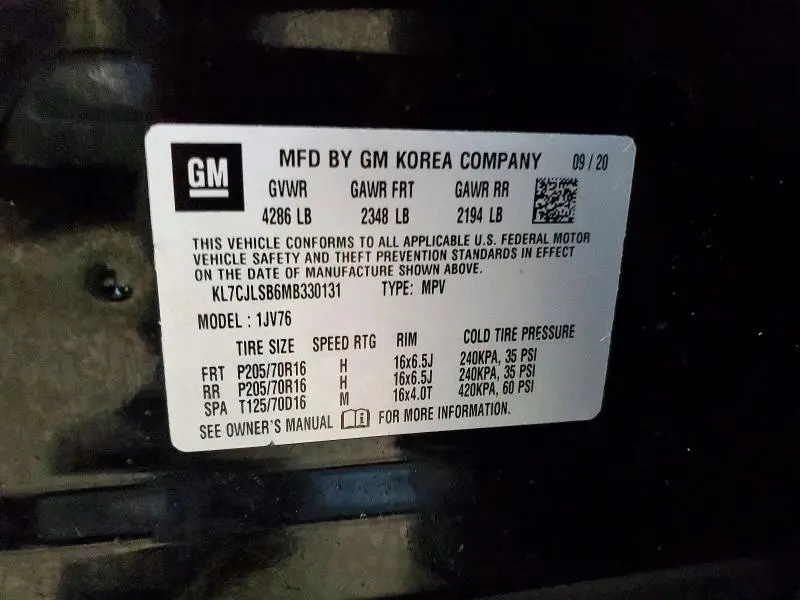 GM MFD BY GM KOREA COMPANY 09 / 20
GVWR GAWR FRT GAWR RR
4286 LB 2348 LB 2194 LB
THIS VEHICLE CONFORMS TO ALL APPLICABLE U.S. FEDERAL MOTOR
VEHICLE SAFETY AND THEFT PREVENTION STANDARDS IN EFFECT
ON THE DATE OF MANUFACTURE SHOWN ABOVE.
KL7CJLSB6MB330131 TYPE: MPV
MODEL : 1JV76
TIRE SIZE SPEED RTG RIM COLD TIRE PRESSURE
FRT P205/70R16 H 16x6.5J 240KPA, 35 PSI
RR P205/70R16 H 16x6.5J 240KPA, 35 PSI
SPA T125/70D16 M 16x4.0T 420KPA, 60 PSI
SEE OWNER'S MANUAL i FOR MORE INFORMATION.